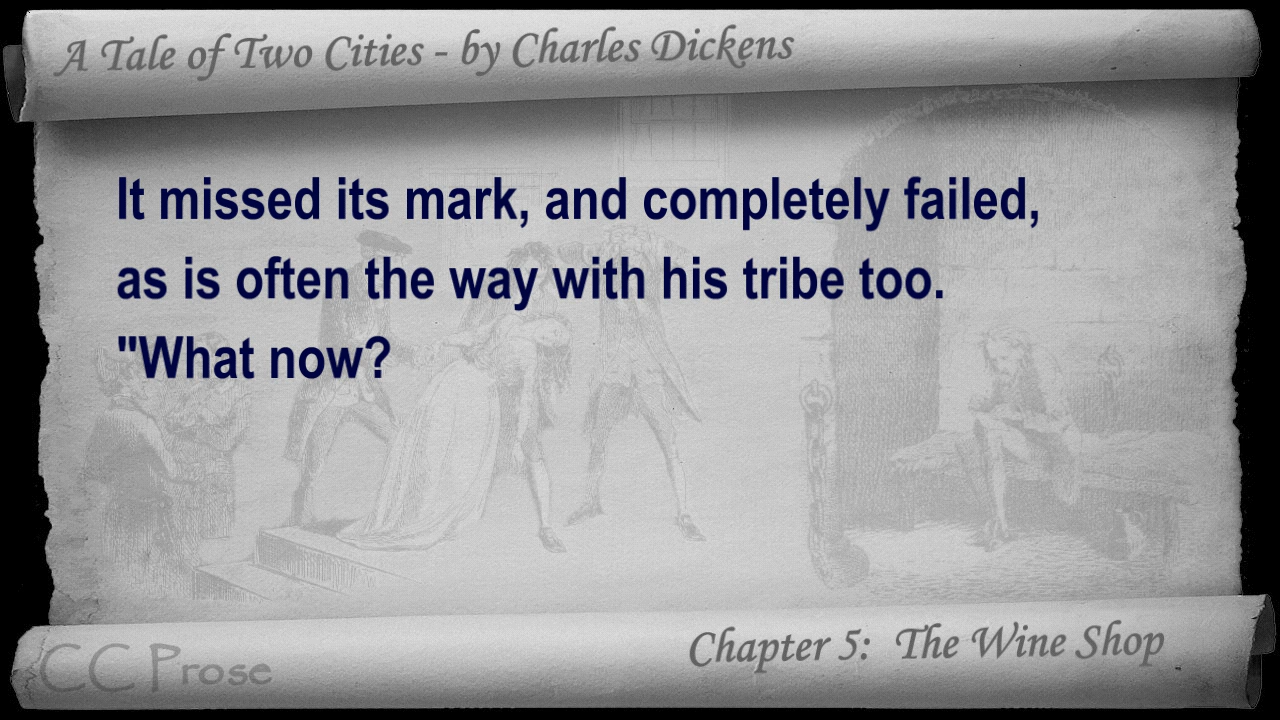 A Tale of Two Cities - by Charles Dickens
It missed its mark, and completely failed,
as is often the way with his tribe too.
"What now?
CC Prose
Chapter 5: The Wine Shop